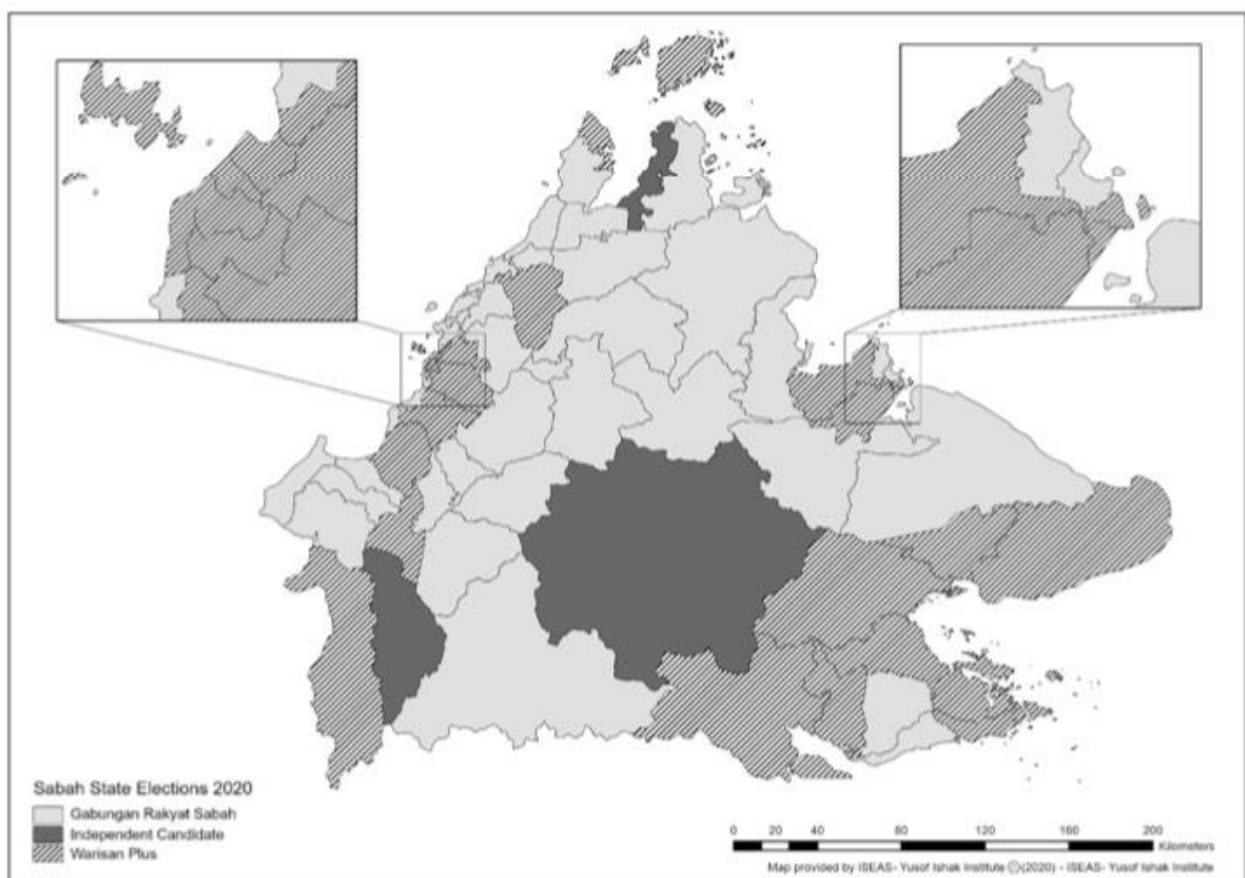 Sabah State Elections 2020
Gabungan Rakyat Sabah
Independent Candidate
Warisan Plus
0 20 40 80 120 160 200
Kilometers
Map provided by ISEAS- Yusof Ishak Institute (2020) - ISEAS- Yusof Ishak Institute